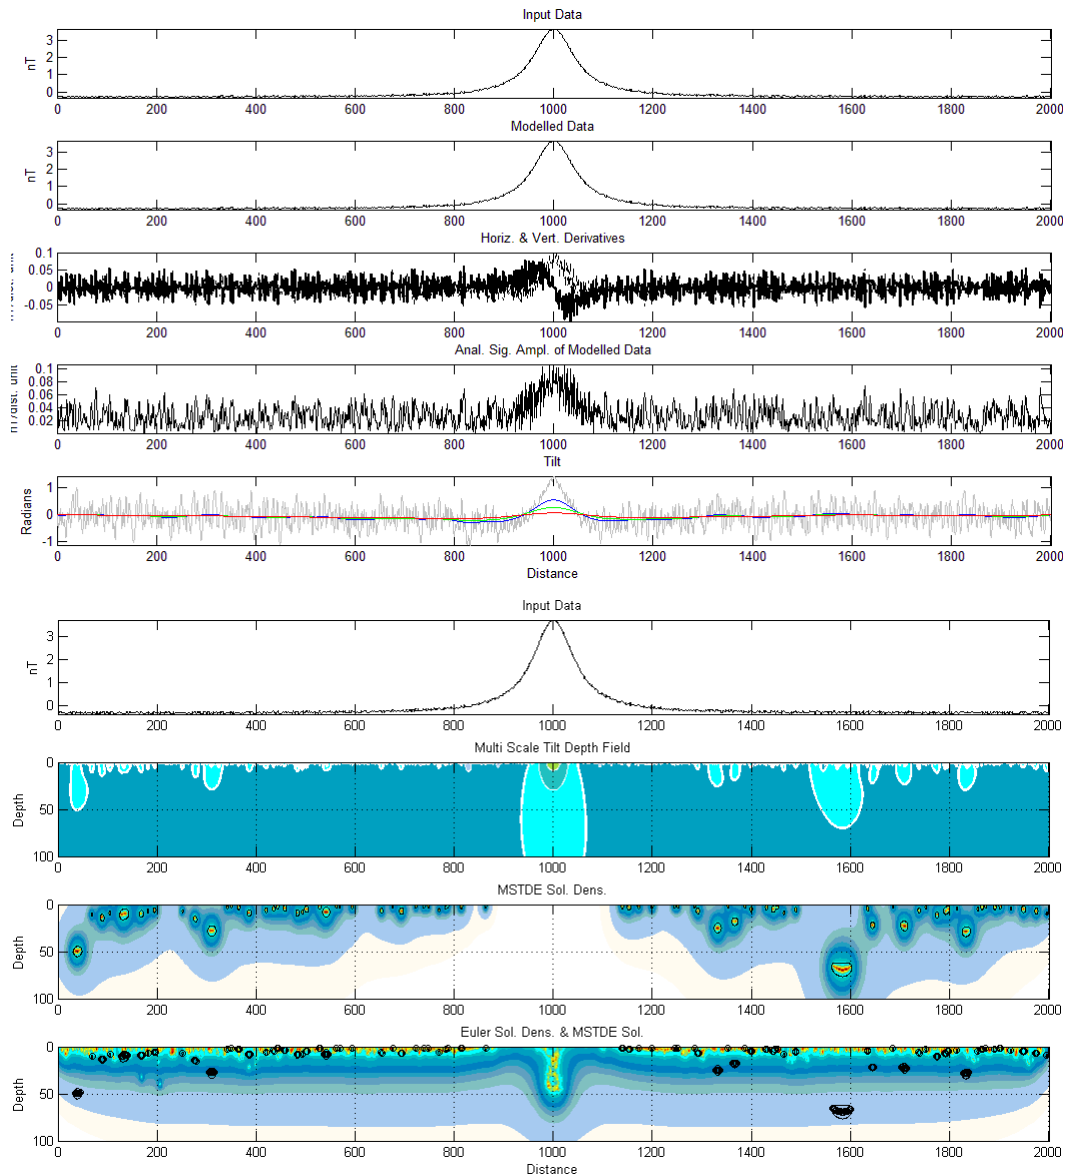 Input Data
nT
3
2
1
0
0 200 400 600 800 1000 1200 1400 1600 1800 2000
Modelled Data
nT
3
2
1
0
0 200 400 600 800 1000 1200 1400 1600 1800 2000
Horiz. & Vert. Derivatives
0.1
0.05
0
-0.05
0 200 400 600 800 1000 1200 1400 1600 1800 2000
Anal. Sig. Ampl. of Modelled Data
nT/dist. unit
0.1
0.08
0.06
0.04
0.02
0 200 400 600 800 1000 1200 1400 1600 1800 2000
Tilt
Radians
1
0
-1
0 200 400 600 800 1000 1200 1400 1600 1800 2000
Distance
Input Data
nT
3
2
1
0
0 200 400 600 800 1000 1200 1400 1600 1800 2000
Multi Scale Tilt Depth Field
Depth
0
50
100
0 200 400 600 800 1000 1200 1400 1600 1800 2000
MSTDE Sol. Dens.
Depth
0
50
100
0 200 400 600 800 1000 1200 1400 1600 1800 2000
Euler Sol. Dens. & MSTDE Sol.
Depth
0
50
100
0 200 400 600 800 1000 1200 1400 1600 1800 2000
Distance